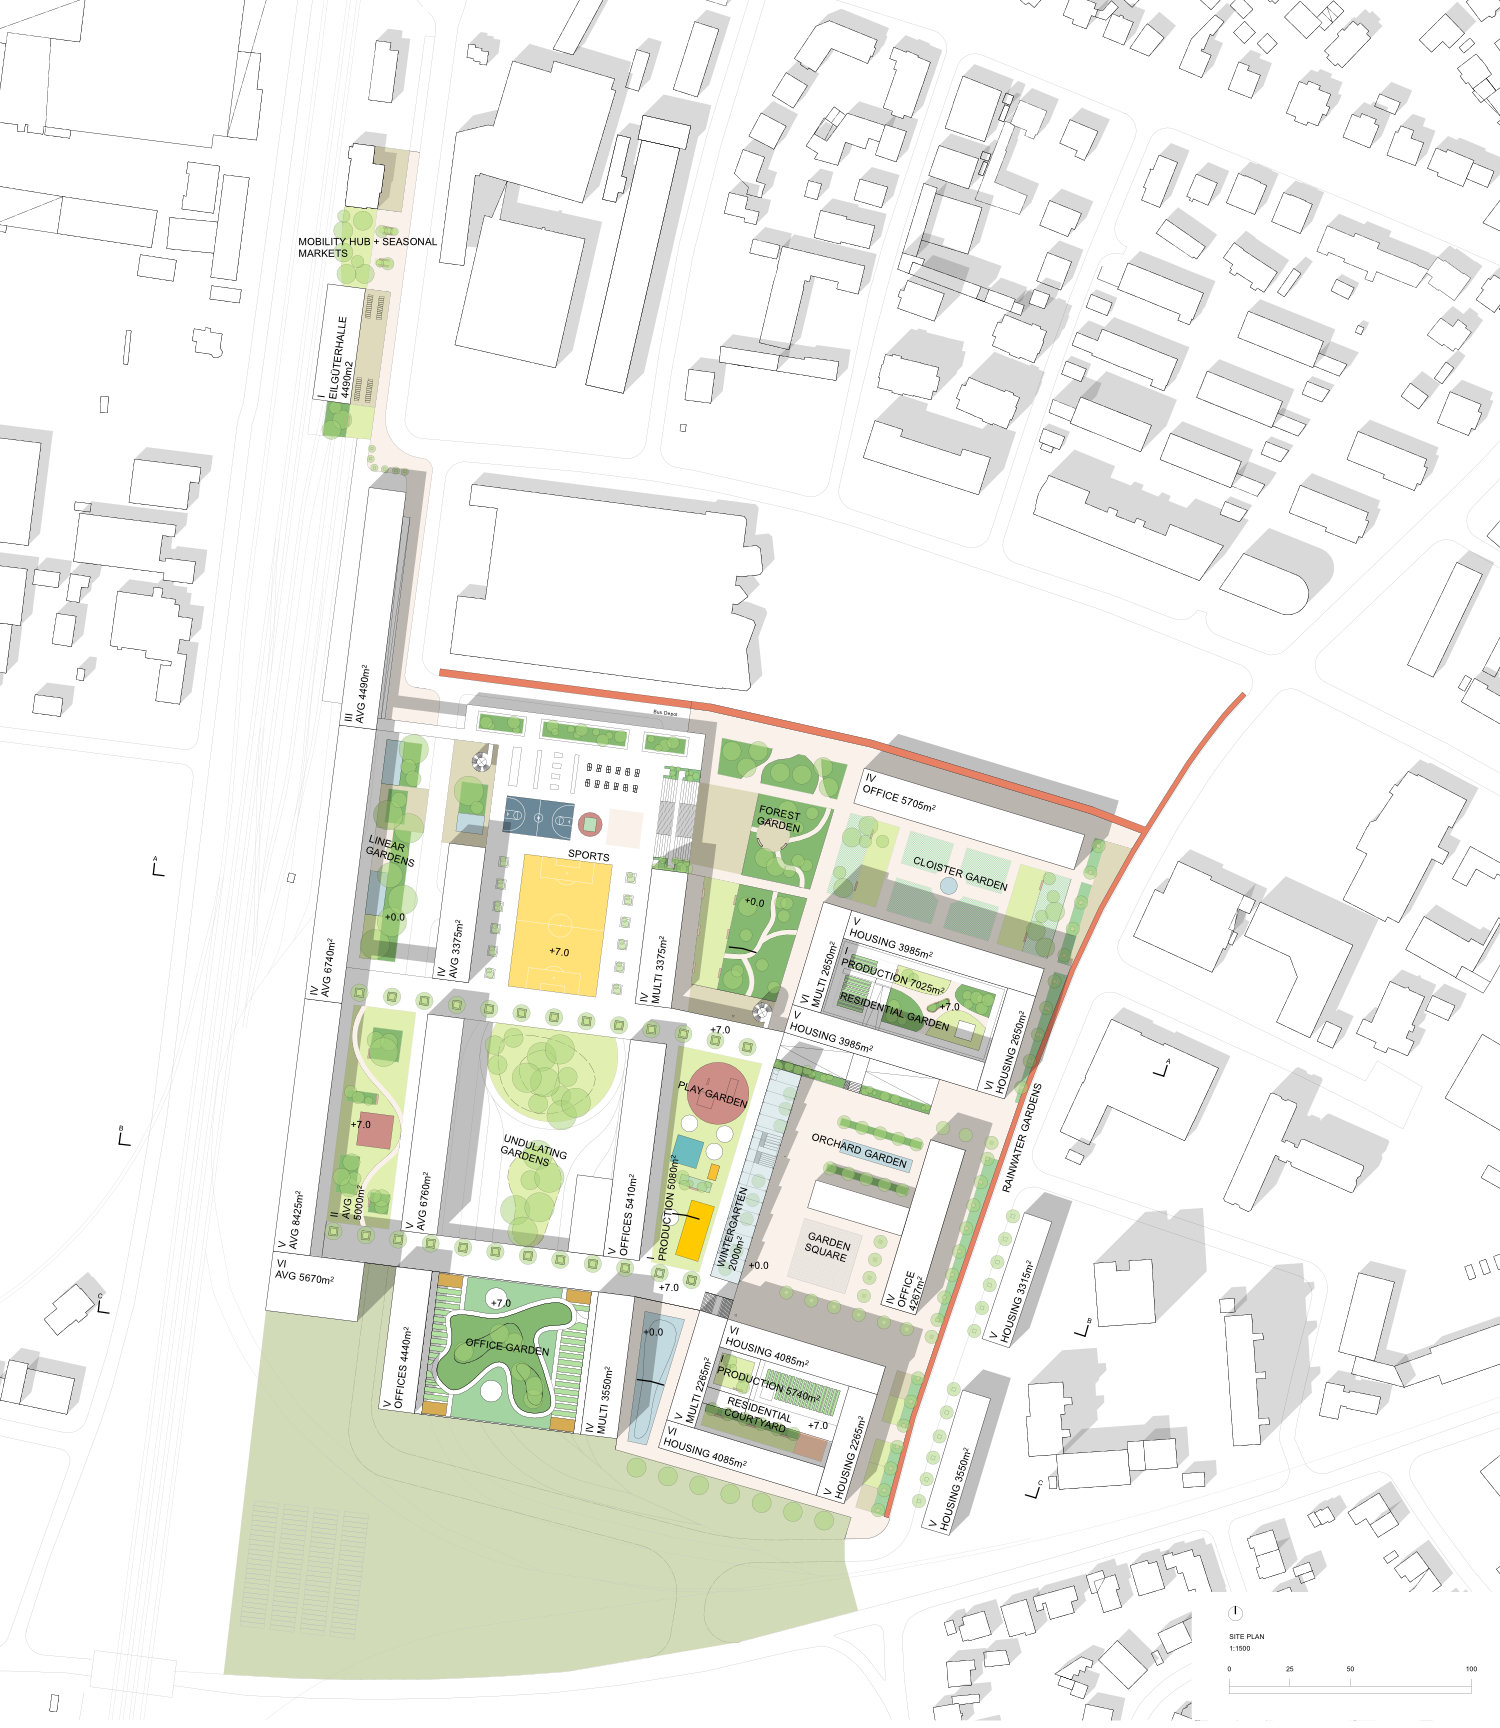 MOBILITY HUB + SEASONAL
MARKETS
I
EILGÜTERHALLE
4490m2
III
AVG 4490m²
Bus Depot
IV
OFFICE 5705m²
FOREST
GARDEN
LINEAR
GARDENS
SPORTS
CLOISTER GARDEN
A
+0.0
+0.0
+7.0
IV
AVG 6740m²
IV
AVG 3375m²
IV
MULTI 3375m²
V
HOUSING 3985m²
VI
MULTI 2650m²
I
PRODUCTION 7025m²
RESIDENTIAL GARDEN
+7.0
V
HOUSING 3985m²
VI
HOUSING 2650m²
+7.0
A
PLAY GARDEN
RAINWATER GARDENS
B
+7.0
UNDULATING
GARDENS
ORCHARD GARDEN
V
AVG 8425m²
II
AVG
5000m²
V
AVG 6760m²
V
OFFICES 5410m²
I
PRODUCTION 5080m²
WINTERGARTEN
2000m²
GARDEN
SQUARE
IV
OFFICE
4267m²
V
HOUSING 3315m²
VI
AVG 5670m²
+0.0
+7.0
C
B
+7.0
OFFICE GARDEN
+0.0
V
OFFICES 4440m²
IV
MULTI 3550m²
VI
HOUSING 4085m²
V
MULTI 2265m²
I
PRODUCTION 5740m²
RESIDENTIAL
COURTYARD
+7.0
VI
HOUSING 4085m²
V
HOUSING 2265m²
V
HOUSING 3550m²
C
SITE PLAN
1:1500
0 25 50 100